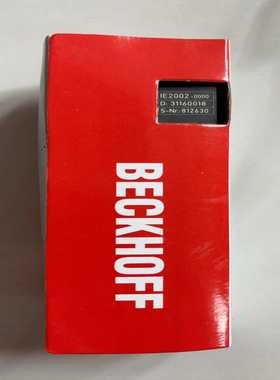 IE2002-0000
D: 31160018
S-Nr. 812630
BECKHOFF